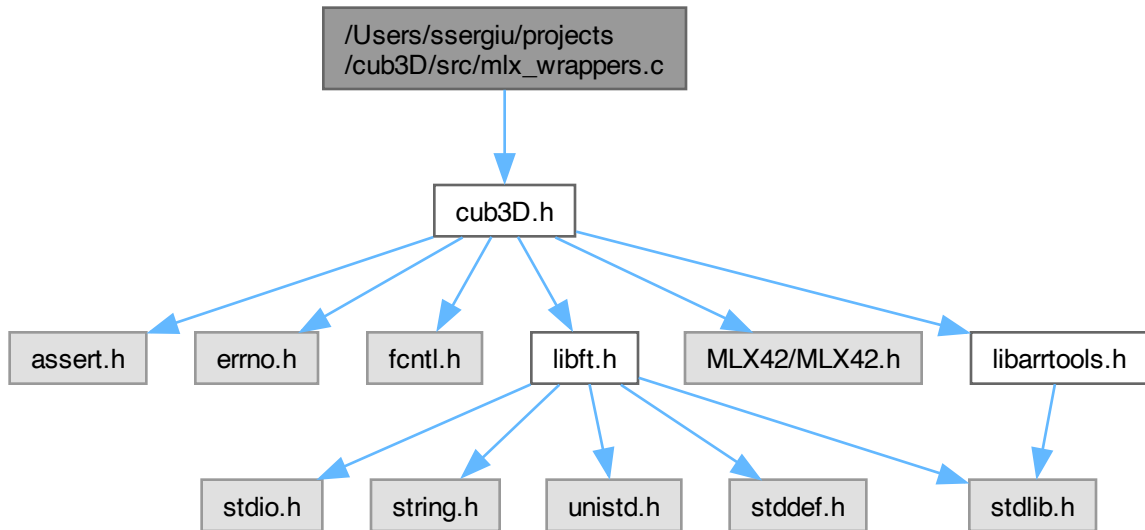 /Users/ssergiu/projects
/cub3D/src/mlx_wrappers.c
cub3D.h
assert.h
errno.h
fcntl.h
libft.h
MLX42/MLX42.h
libarrtools.h
stdio.h
string.h
unistd.h
stddef.h
stdlib.h